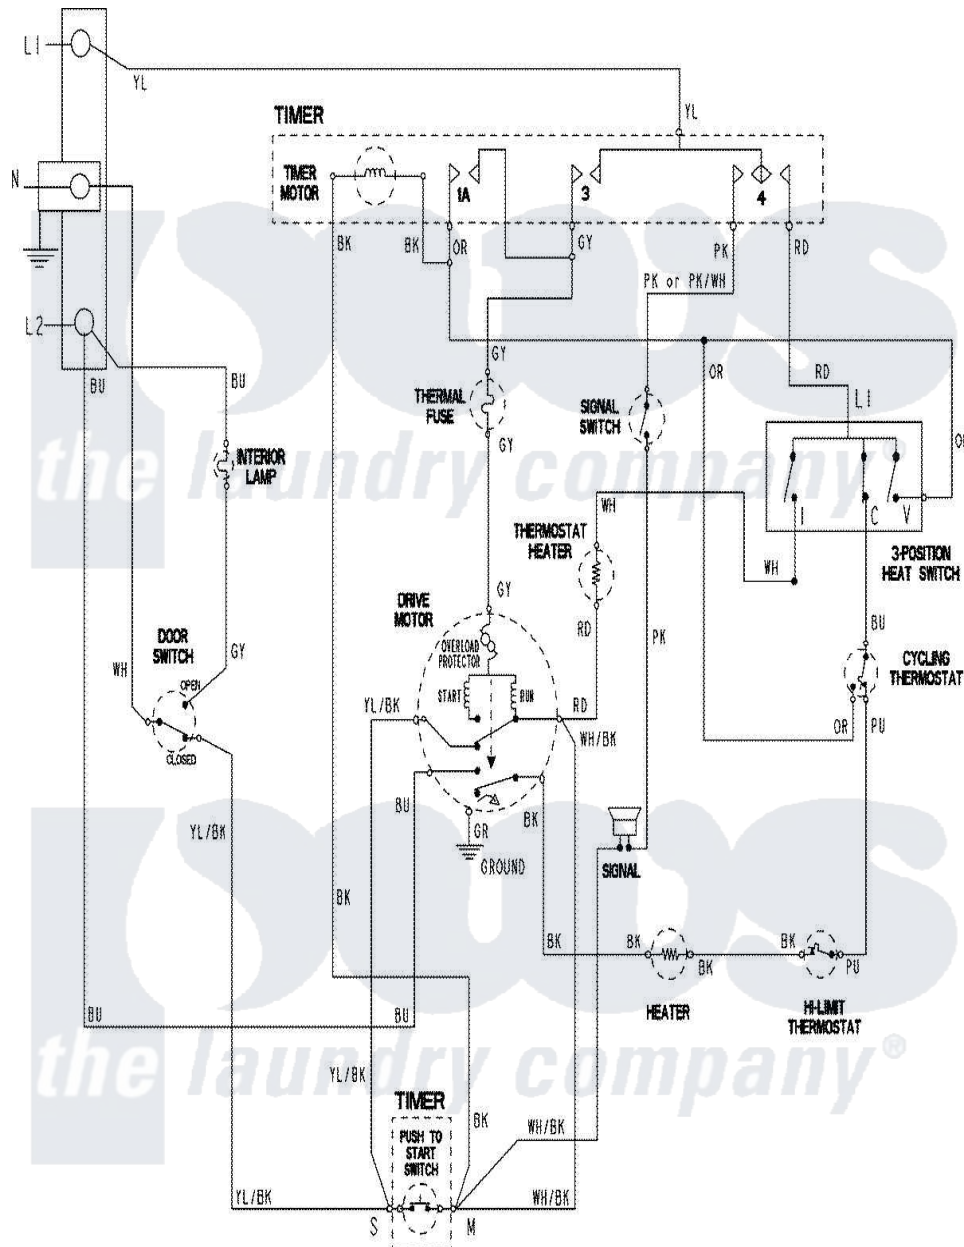 L1
YL
YL
TIMER
TIMER
MOTOR
1A
3
4
N
BK
BK
OR
GY
PK
RD
PK or PK/WH
L2
BU
BU
GY
THERMAL
FUSE
GY
SIGNAL
SWITCH
OR
RD
L1
INTERIOR
LAMP
the laundry company®
WH
THERMOSTAT
HEATER
I
C
V
3-POSITION
HEAT SWITCH
WH
GY
DRIVE
MOTOR
RD
PK
BU
DOOR
SWITCH
WH
GY
OPEN
CLOSED
OVERLOAD
PROTECTOR
START
RUN
YL/BK
RD
WH/BK
CYCLING
THERMOSTAT
OR
PU
YL/BK
BU
BK
GR
GROUND
SIGNAL
BK
BK
BK
BK
BK
PU
HEATER
HI-LIMIT
THERMOSTAT
BU
BU
the laundry company®
YL/BK
TIMER
BK
PUSH TO
START
SWITCH
WH/BK
YL/BK
WH/BK
S
M